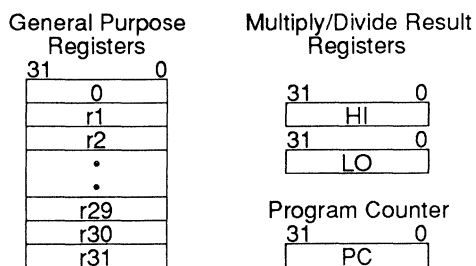 General Purpose
Registers
31 0
0
r1
r2
•
•
r29
r30
r31
Multiply/Divide Result
Registers
31 0
HI
31 0
LO
Program Counter
31 0
PC